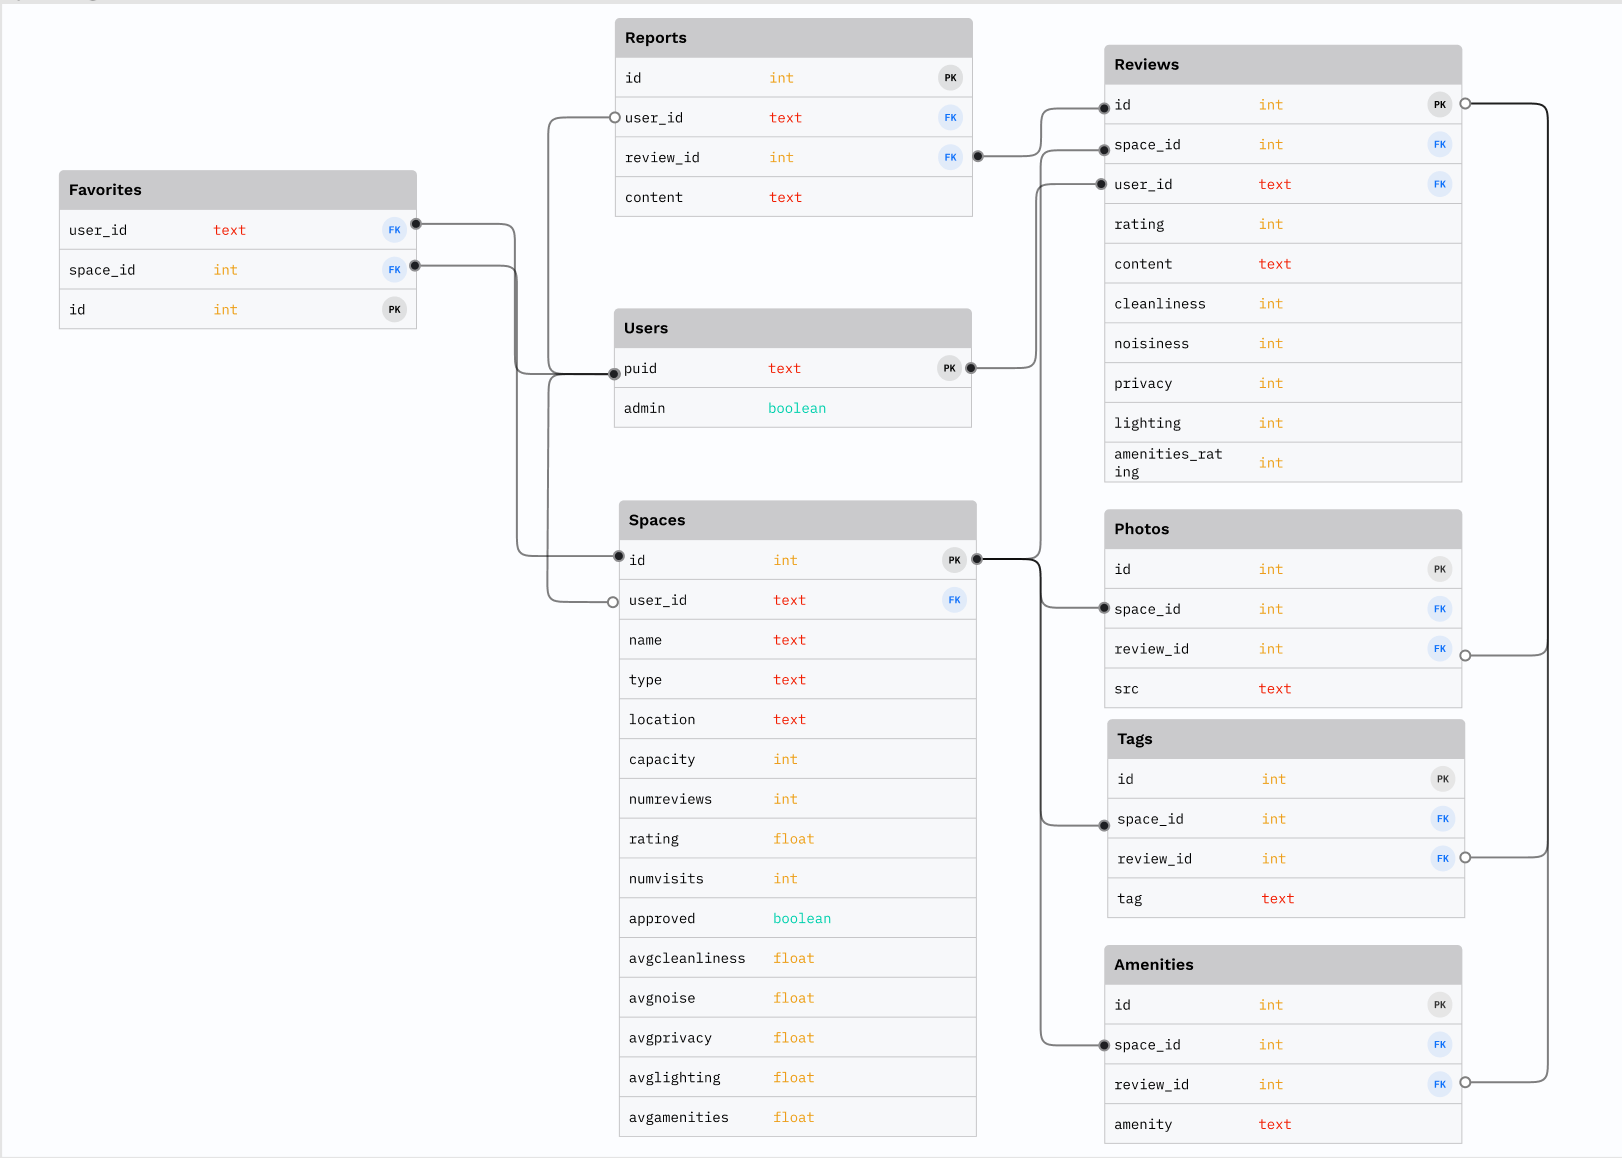 Favorites
user_id text FK
space_id int FK
id int PK
Reports
id int PK
user_id text FK
review_id int FK
content text
Users
puid text PK
admin boolean
Spaces
id int PK
user_id text FK
name text
type text
location text
capacity int
numreviews int
rating float
numvisits int
approved boolean
avgcleanliness float
avgnoise float
avgprivacy float
avglighting float
avgamenities float
Reviews
id int PK
space_id int FK
user_id text FK
rating int
content text
cleanliness int
noisiness int
privacy int
lighting int
amenities_rat
ing int
Photos
id int PK
space_id int FK
review_id int FK
src text
Tags
id int PK
space_id int FK
review_id int FK
tag text
Amenities
id int PK
space_id int FK
review_id int FK
amenity text